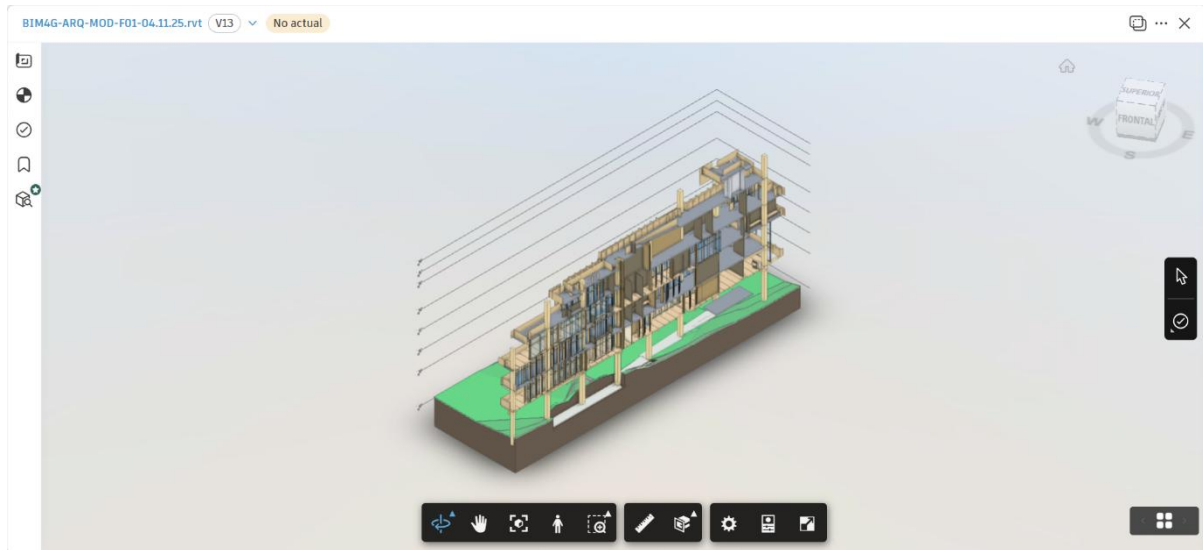 BIM4G-ARQ-MOD-F01-04.11.25.rvt V13 No actual
SUPERIOR
FRONTAL
W
E
S